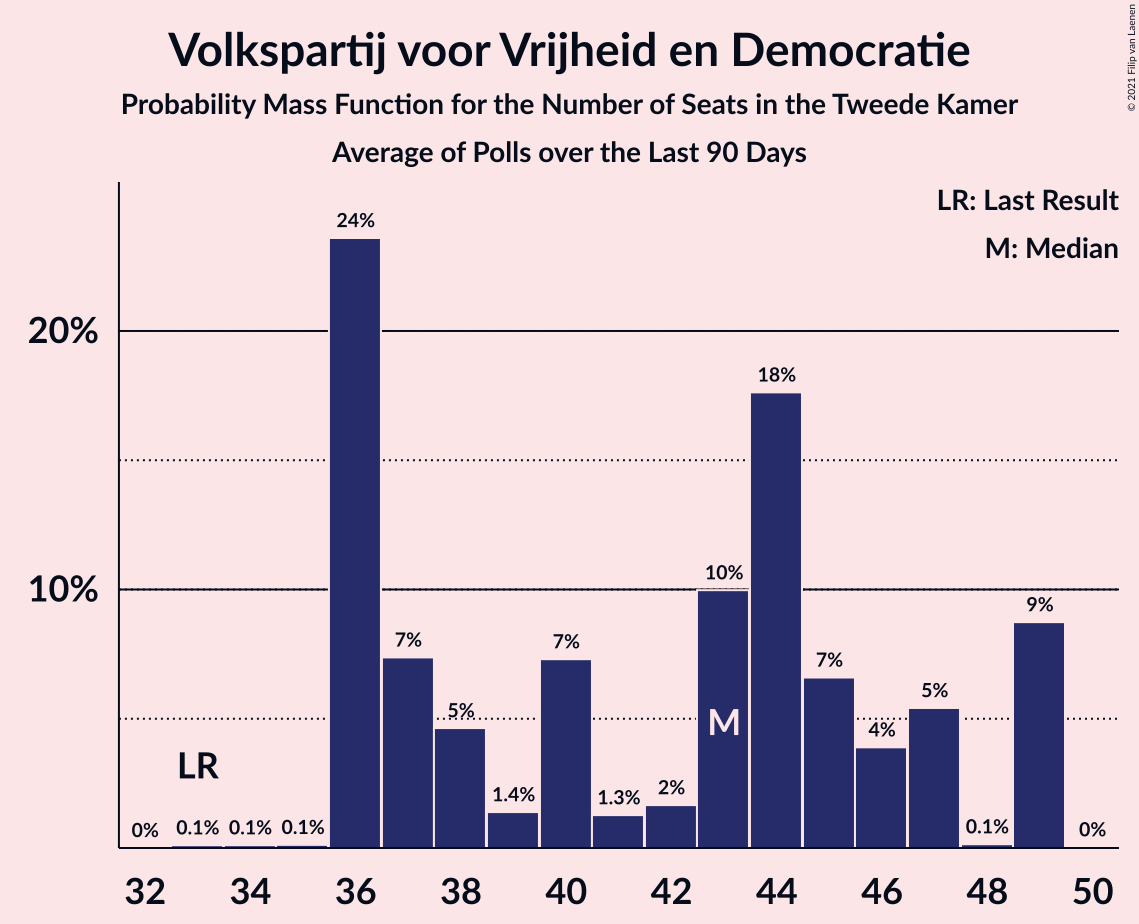 Volkspartij voor Vrijheid en Democratie
Probability Mass Function for the Number of Seats in the Tweede Kamer
Average of Polls over the Last 90 Days
© 2021 Filip van Laenen
LR: Last Result
M: Median
20%
10%
0%
0.1%
0.1%
0.1%
24%
7%
5%
1.4%
7%
1.3%
2%
10%
18%
7%
4%
5%
0.1%
9%
0%
LR
M
32 34 36 38 40 42 44 46 48 50